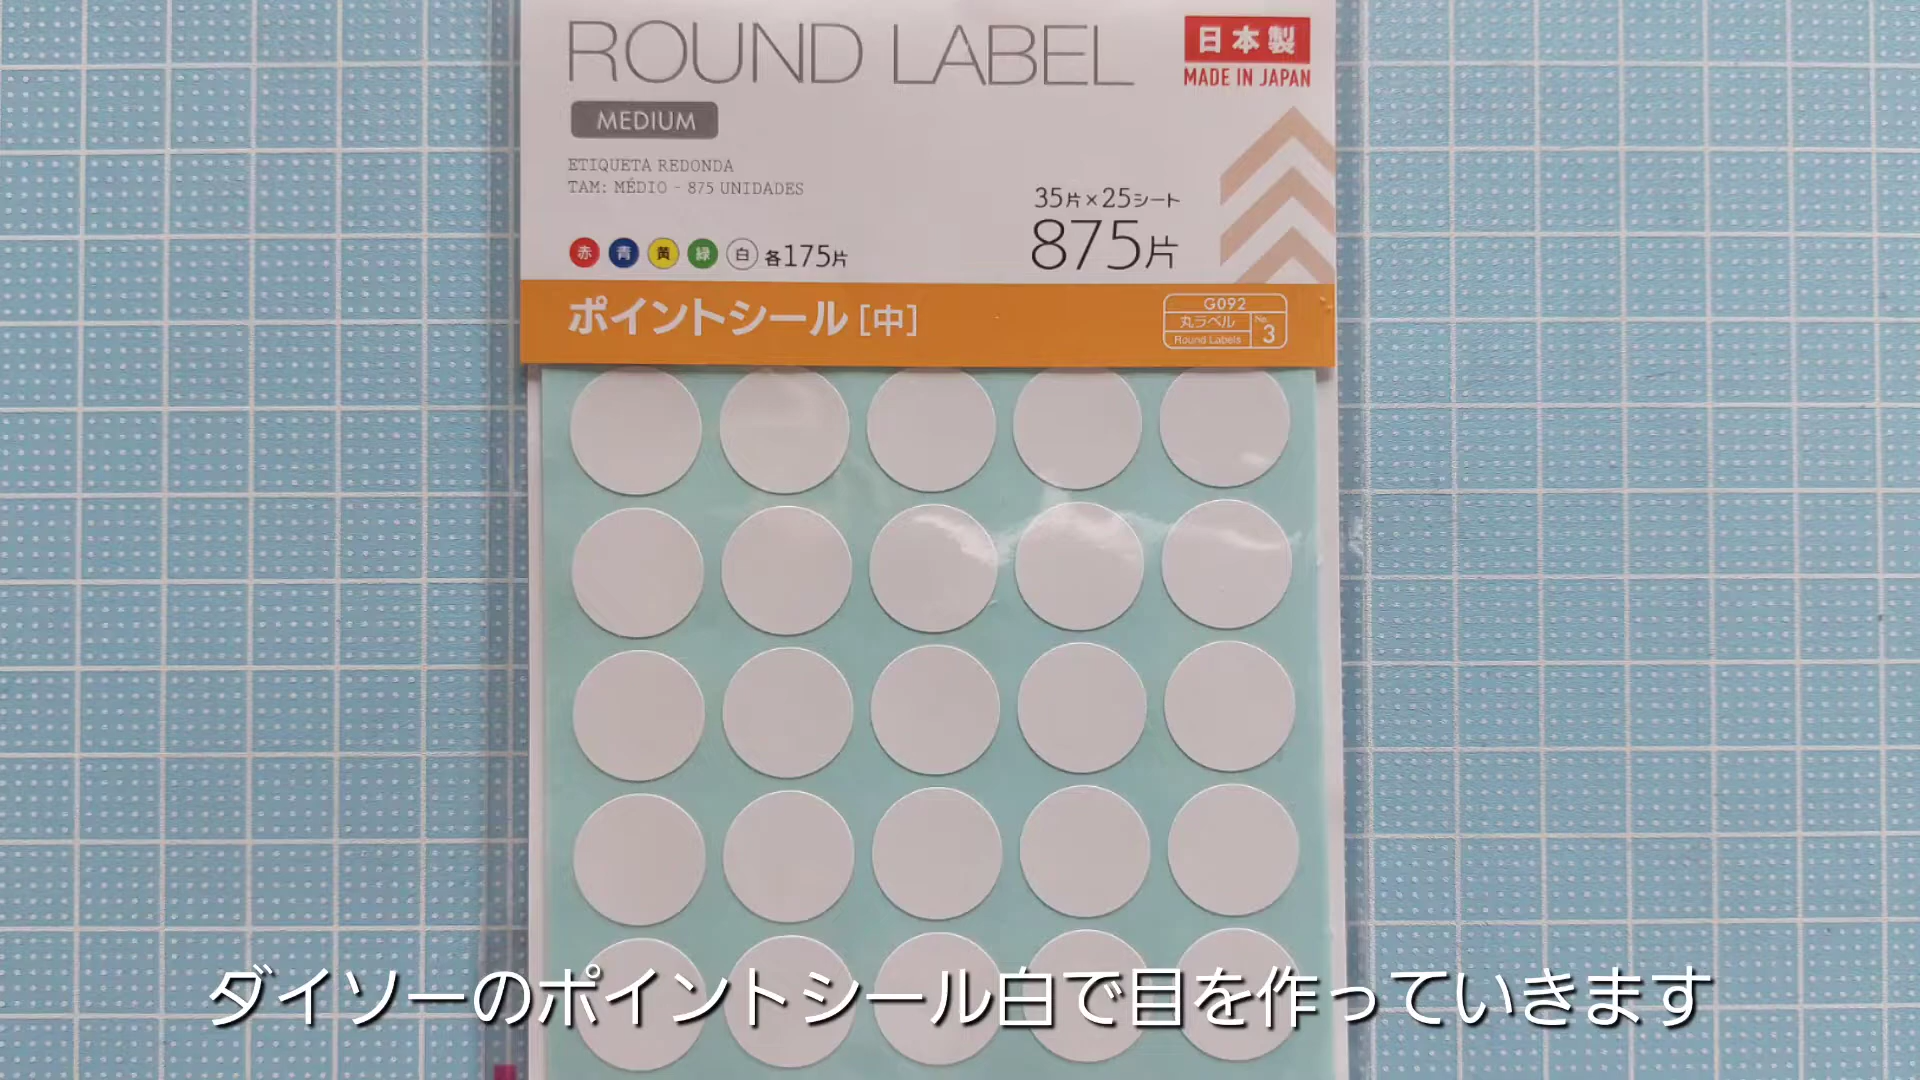 ROUND LABEL
日本製
MADE IN JAPAN
MEDIUM
ETIQUETA REDONDA
TAM: MÉDIO - 875 UNIDADES
35片×25シート
875片
赤 青 黄 緑 白 各175片
ポイントシール[中]
G092
丸ラベル
Round Labels
No. 3
ダイソーのポイントシール白で目を作っていきます